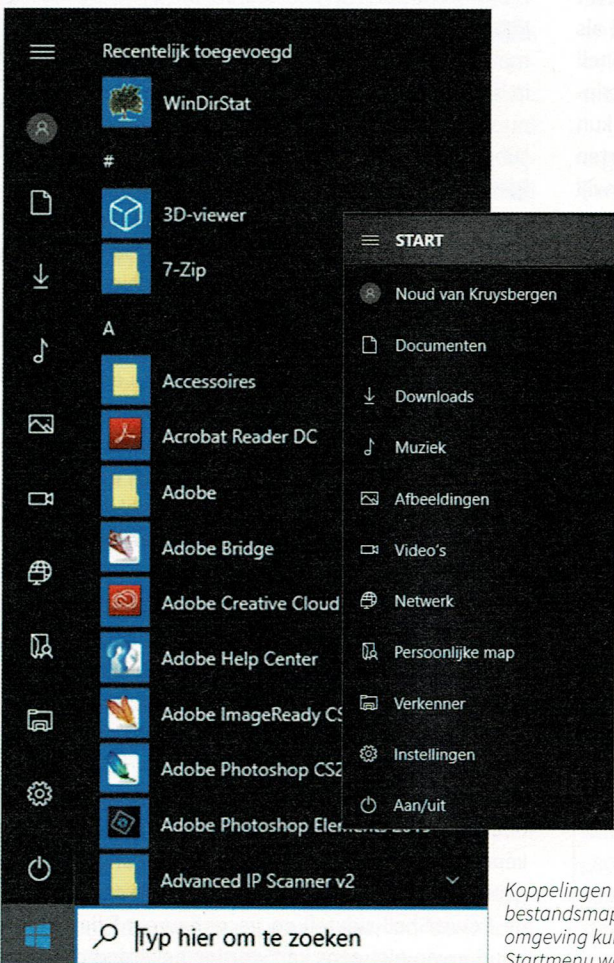 Recentelijk toegevoegd
WinDirStat
#
3D-viewer
7-Zip
A
Accessoires
Acrobat Reader DC
Adobe
Adobe Bridge
Adobe Creative Cloud
Adobe Help Center
Adobe ImageReady CS
Adobe Photoshop CS2
Adobe Photoshop Elements 2019
Advanced IP Scanner v2
Typ hier om te zoeken
START
Noud van Kruysbergen
Documenten
Downloads
Muziek
Afbeeldingen
Video's
Netwerk
Persoonlijke map
Verkenner
Instellingen
Aan/uit
Koppelingen
bestandsmap
omgeving
Startmenu